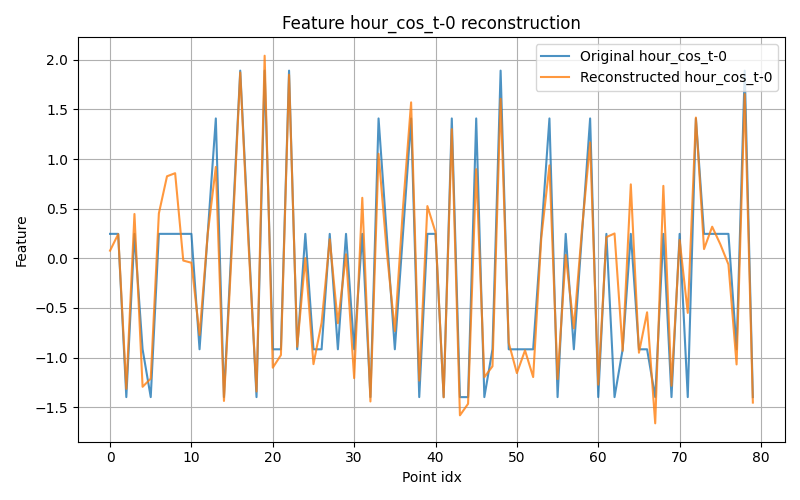 Feature hour_cos_t-0 reconstruction
Original hour_cos_t-0
Reconstructed hour_cos_t-0
Feature
2.0
1.5
1.0
0.5
0.0
−0.5
−1.0
−1.5
0 10 20 30 40 50 60 70 80
Point idx